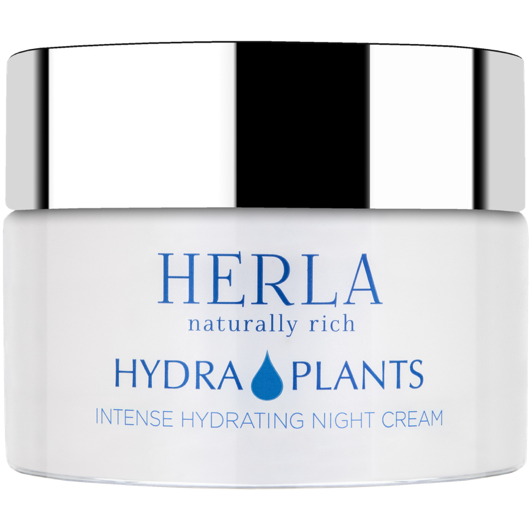 HERLA
naturally rich
HYDRA PLANTS
INTENSE HYDRATING NIGHT CREAM